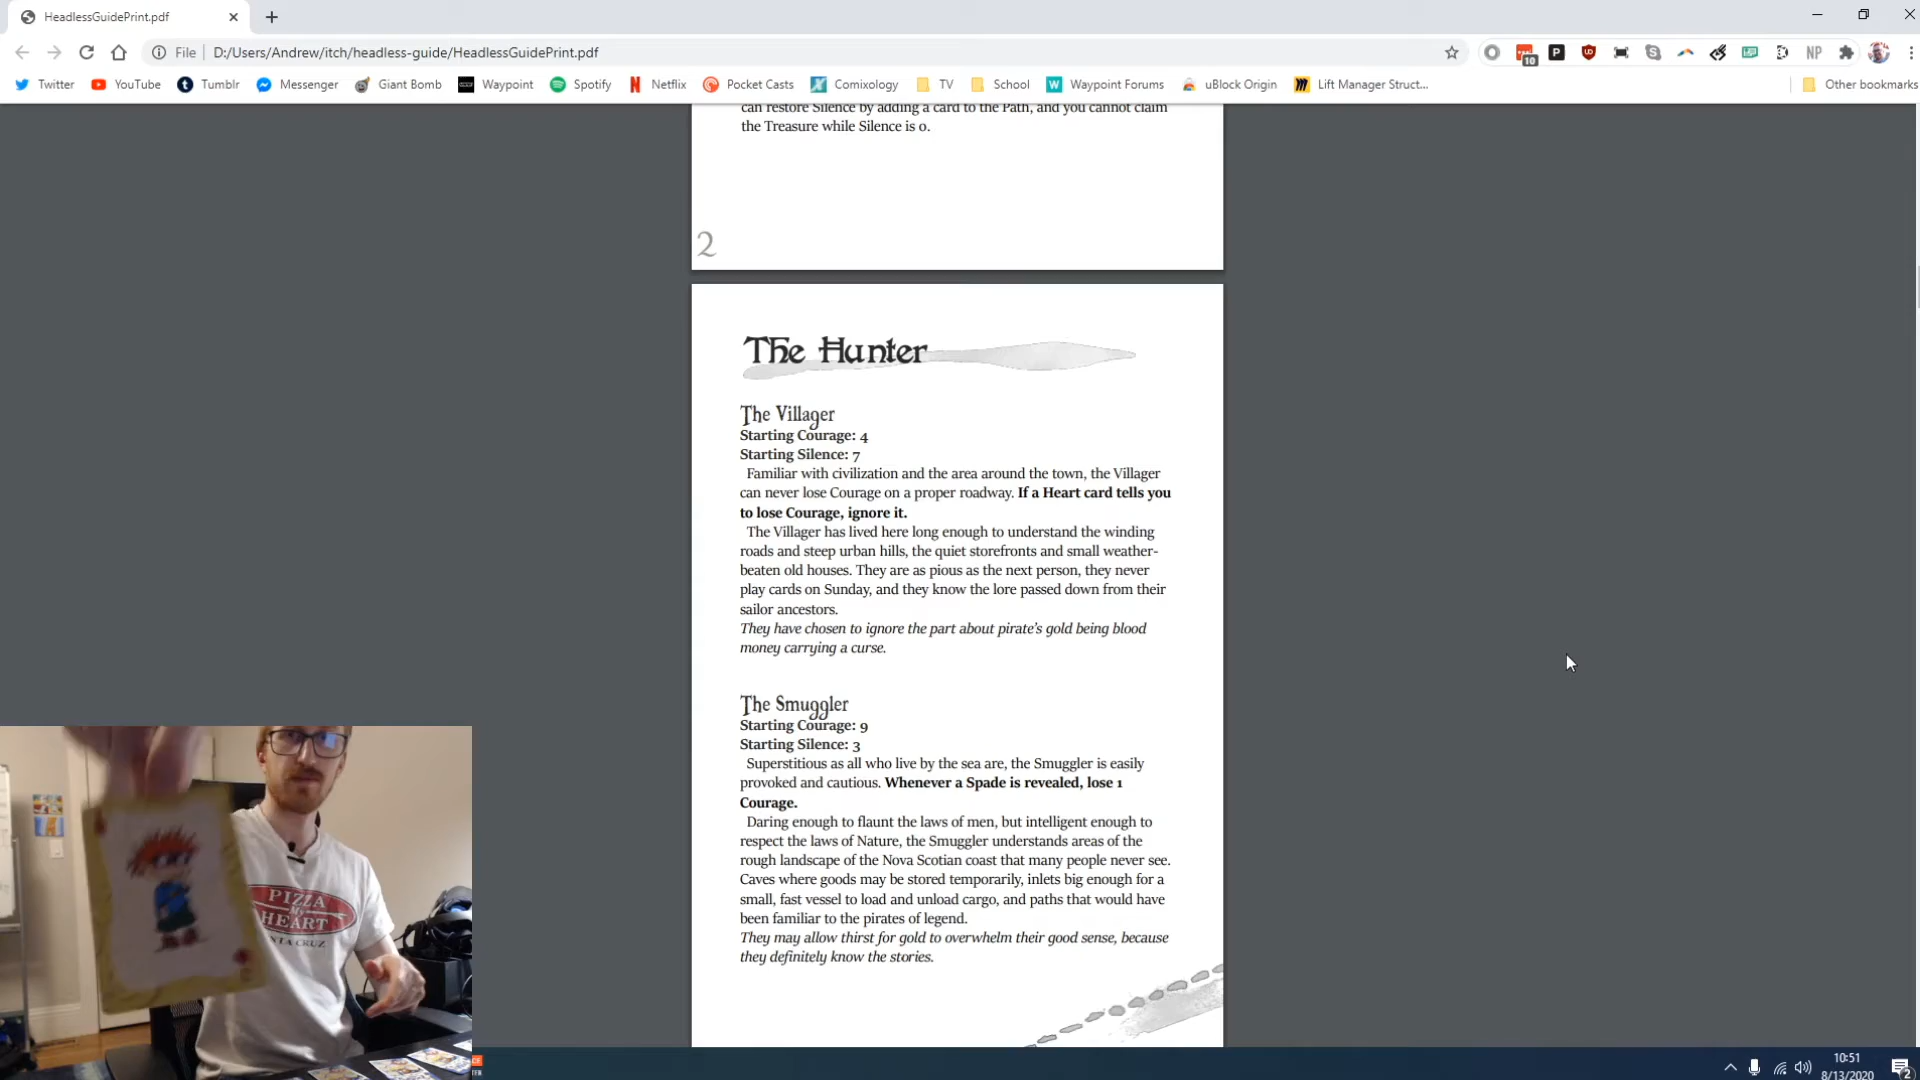 HeadlessGuidePrint.pdf
File | D:/Users/Andrew/itch/headless-guide/HeadlessGuidePrint.pdf
10
P
NP
Twitter
YouTube
Tumblr
Messenger
Giant Bomb
Waypoint
Spotify
Netflix
Pocket Casts
Comixology
TV
School
Waypoint Forums
uBlock Origin
Lift Manager Struct...
Other bookmarks
can restore Silence by adding a card to the Path, and you cannot claim
the Treasure while Silence is 0.
2
The Hunter
The Villager
Starting Courage: 4
Starting Silence: 7
Familiar with civilization and the area around the town, the Villager
can never lose Courage on a proper roadway. If a Heart card tells you
to lose Courage, ignore it.
The Villager has lived here long enough to understand the winding
roads and steep urban hills, the quiet storefronts and small weather-
beaten old houses. They are as pious as the next person, they never
play cards on Sunday, and they know the lore passed down from their
sailor ancestors.
They have chosen to ignore the part about pirate's gold being blood
money carrying a curse.
The Smuggler
Starting Courage: 9
Starting Silence: 3
Superstitious as all who live by the sea are, the Smuggler is easily
provoked and cautious. Whenever a Spade is revealed, lose 1
Courage.
Daring enough to flaunt the laws of men, but intelligent enough to
respect the laws of Nature, the Smuggler understands areas of the
rough landscape of the Nova Scotian coast that many people never see.
Caves where goods may be stored temporarily, inlets big enough for a
small, fast vessel to load and unload cargo, and paths that would have
been familiar to the pirates of legend.
They may allow thirst for gold to overwhelm their good sense, because
they definitely know the stories.
PIZZA
My
HEART
NTA CRUZ
10:51
8/13/2020
2